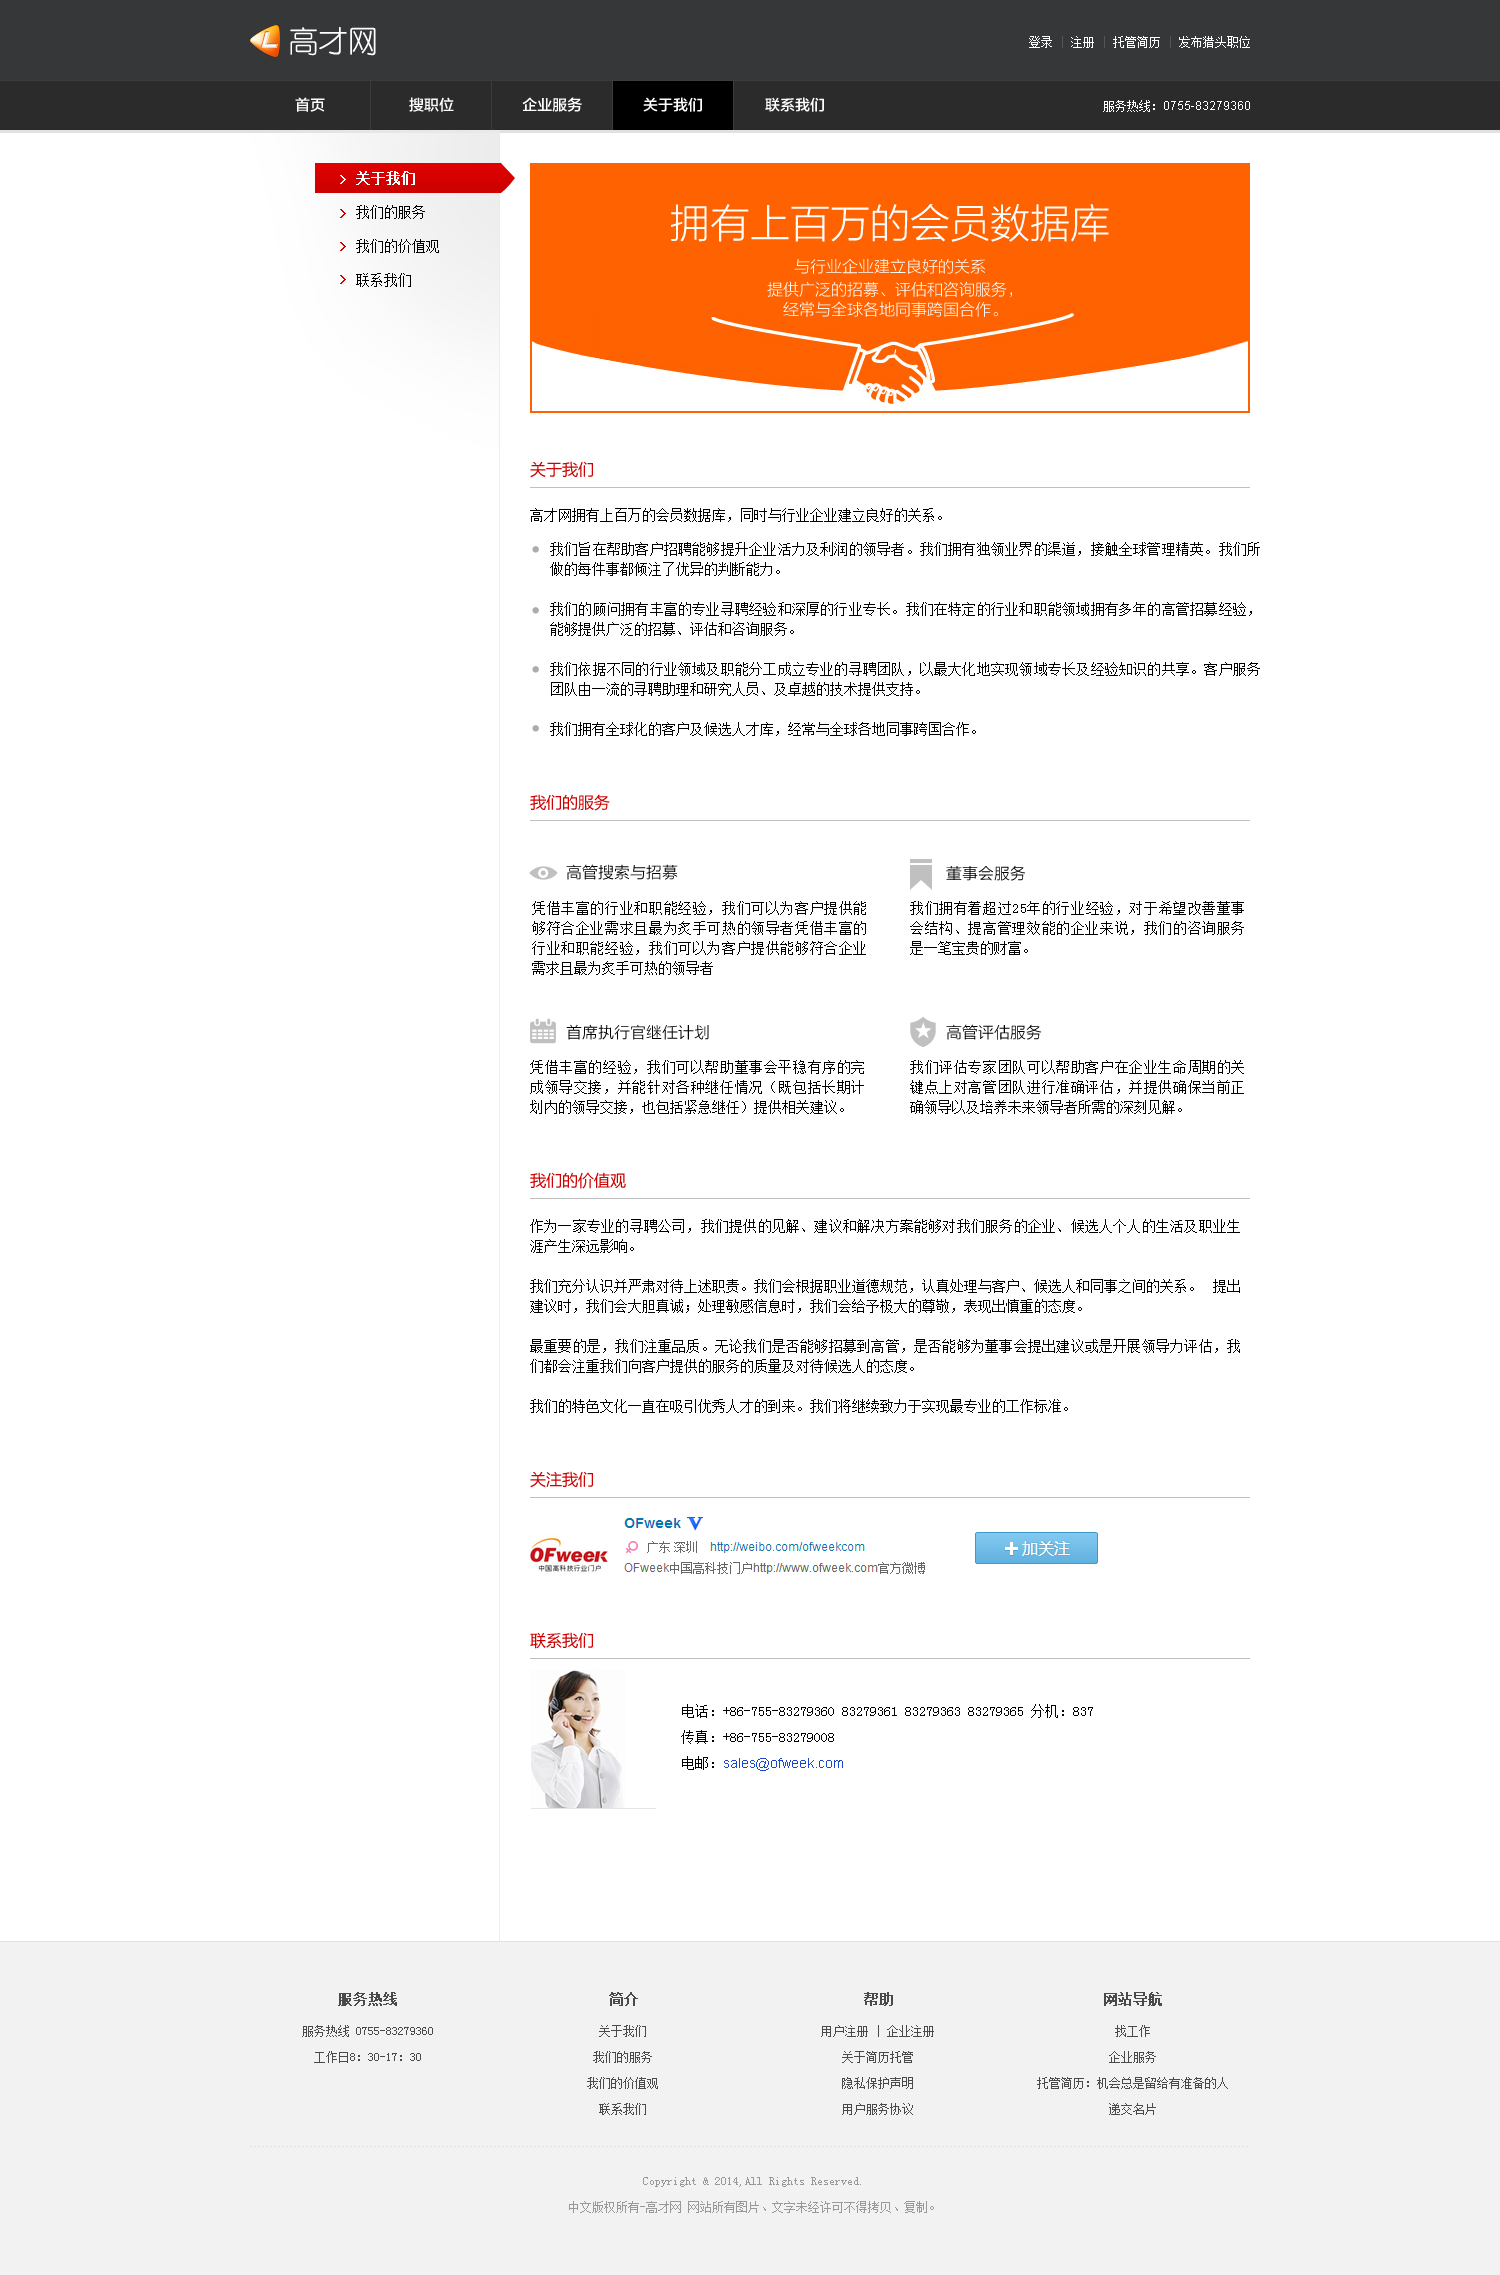 高才网
登录 | 注册 | 托管简历 | 发布猎头职位
首页 搜职位 企业服务 关于我们 联系我们 服务热线：0755-83279360
关于我们
我们的服务
我们的价值观
联系我们
拥有上百万的会员数据库
与行业企业建立良好的关系
提供广泛的招募、评估和咨询服务，
经常与全球各地同事跨国合作。
关于我们
高才网拥有上百万的会员数据库，同时与行业企业建立良好的关系。
我们旨在帮助客户招聘能够提升企业活力及利润的领导者。我们拥有独领业界的渠道，接触全球管理精英。我们所
做的每件事都倾注了优异的判断能力。
我们的顾问拥有丰富的专业寻聘经验和深厚的行业专长。我们在特定的行业和职能领域拥有多年的高管招募经验，
能够提供广泛的招募、评估和咨询服务。
我们依据不同的行业领域及职能分工成立专业的寻聘团队，以最大化地实现领域专长及经验知识的共享。客户服务
团队由一流的寻聘助理和研究人员、及卓越的技术提供支持。
我们拥有全球化的客户及候选人才库，经常与全球各地同事跨国合作。
我们的服务
高管搜索与招募
凭借丰富的行业和职能经验，我们可以为客户提供能
够符合企业需求且最为炙手可热的领导者凭借丰富的
行业和职能经验，我们可以为客户提供能够符合企业
需求且最为炙手可热的领导者
董事会服务
我们拥有着超过25年的行业经验，对于希望改善董事
会结构、提高管理效能的企业来说，我们的咨询服务
是一笔宝贵的财富。
首席执行官继任计划
凭借丰富的经验，我们可以帮助董事会平稳有序的完
成领导交接，并能针对各种继任情况（既包括长期计
划内的领导交接，也包括紧急继任）提供相关建议。
高管评估服务
我们评估专家团队可以帮助客户在企业生命周期的关
键点上对高管团队进行准确评估，并提供确保当前正
确领导以及培养未来领导者所需的深刻见解。
我们的价值观
作为一家专业的寻聘公司，我们提供的见解、建议和解决方案能够对我们服务的企业、候选人个人的生活及职业生
涯产生深远影响。
我们充分认识并严肃对待上述职责。我们会根据职业道德规范，认真处理与客户、候选人和同事之间的关系。 提出
建议时，我们会大胆真诚；处理敏感信息时，我们会给予极大的尊敬，表现出慎重的态度。
最重要的是，我们注重品质。无论我们是否能够招募到高管，是否能够为董事会提出建议或是开展领导力评估，我
们都会注重我们向客户提供的服务的质量及对待候选人的态度。
我们的特色文化一直在吸引优秀人才的到来。我们将继续致力于实现最专业的工作标准。
关注我们
OFweek
中国高科技行业门户
OFweek V
广东 深圳 http://weibo.com/ofweekcom
OFweek中国高科技门户http://www.ofweek.com官方微博
加关注
联系我们
电话：+86-755-83279360 83279361 83279363 83279365 分机：837
传真：+86-755-83279008
电邮：sales@ofweek.com
服务热线
服务热线 0755-83279360
工作日8：30-17：30
简介
关于我们
我们的服务
我们的价值观
联系我们
帮助
用户注册 | 企业注册
关于简历托管
隐私保护声明
用户服务协议
网站导航
找工作
企业服务
托管简历：机会总是留给有准备的人
递交名片
Copyright & 2014,All Rights Reserved.
中文版权所有-高才网 网站所有图片、文字未经许可不得拷贝、复制。